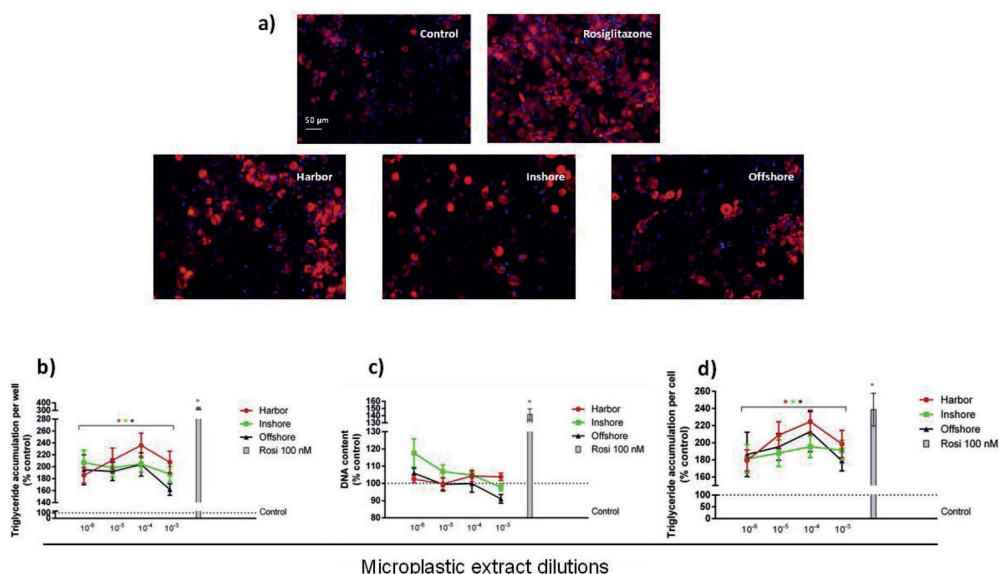 a)
Control
Rosiglitazone
50 µm
Harbor
Inshore
Offshore
b)
Triglyceride accumulation per well
(% control)
400
300
280
260
240
220
200
180
160
140
100
0
* * *
*
10⁻⁶ 10⁻⁵ 10⁻⁴ 10⁻³
Harbor
Inshore
Offshore
Rosi 100 nM
Control
c)
DNA content
(% control)
160
150
140
130
120
110
100
90
80
10⁻⁶ 10⁻⁵ 10⁻⁴ 10⁻³
Harbor
Inshore
Offshore
Rosi 100 nM
d)
Triglyceride accumulation per cell
(% control)
260
240
220
200
180
160
100
75
50
25
0
* * *
*
10⁻⁶ 10⁻⁵ 10⁻⁴ 10⁻³
Harbor
Inshore
Offshore
Rosi 100 nM
Control
Microplastic extract dilutions